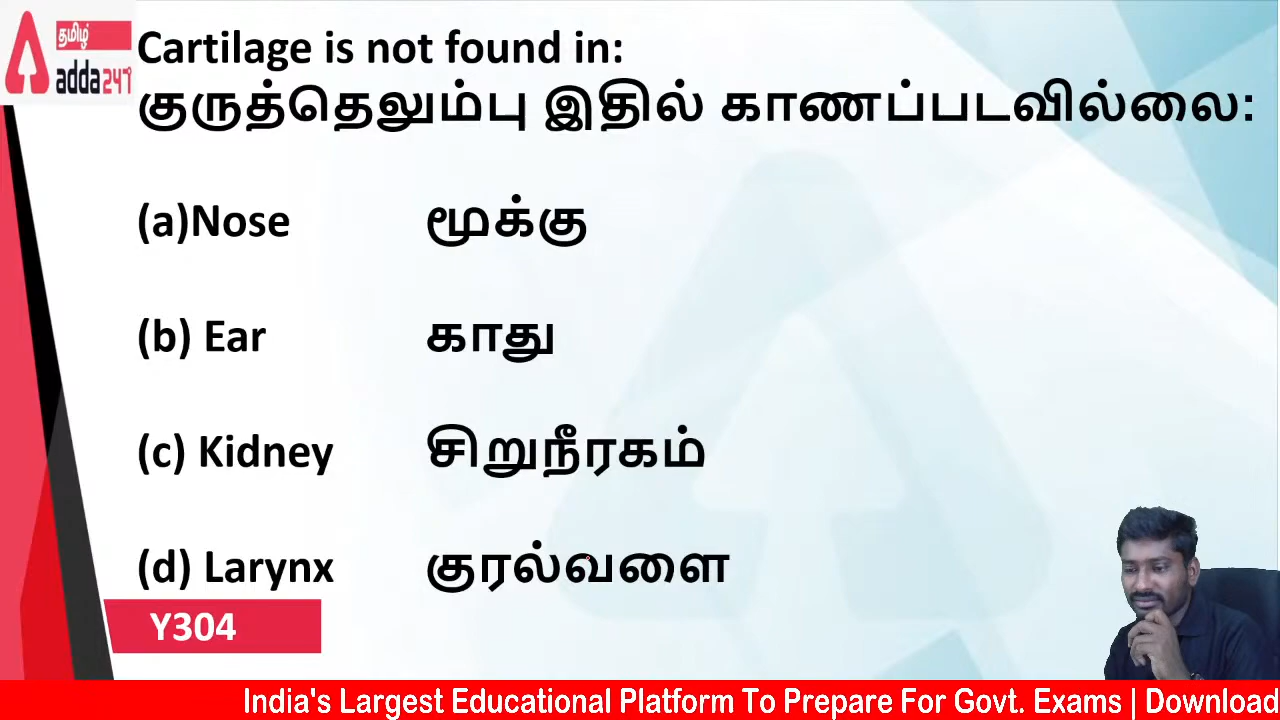 தமிழ்
adda247
Cartilage is not found in:
குருத்தெலும்பு இதில் காணப்படவில்லை:
(a)Nose மூக்கு
(b) Ear காது
(c) Kidney சிறுநீரகம்
(d) Larynx குரல்வளை
Y304
India's Largest Educational Platform To Prepare For Govt. Exams | Download